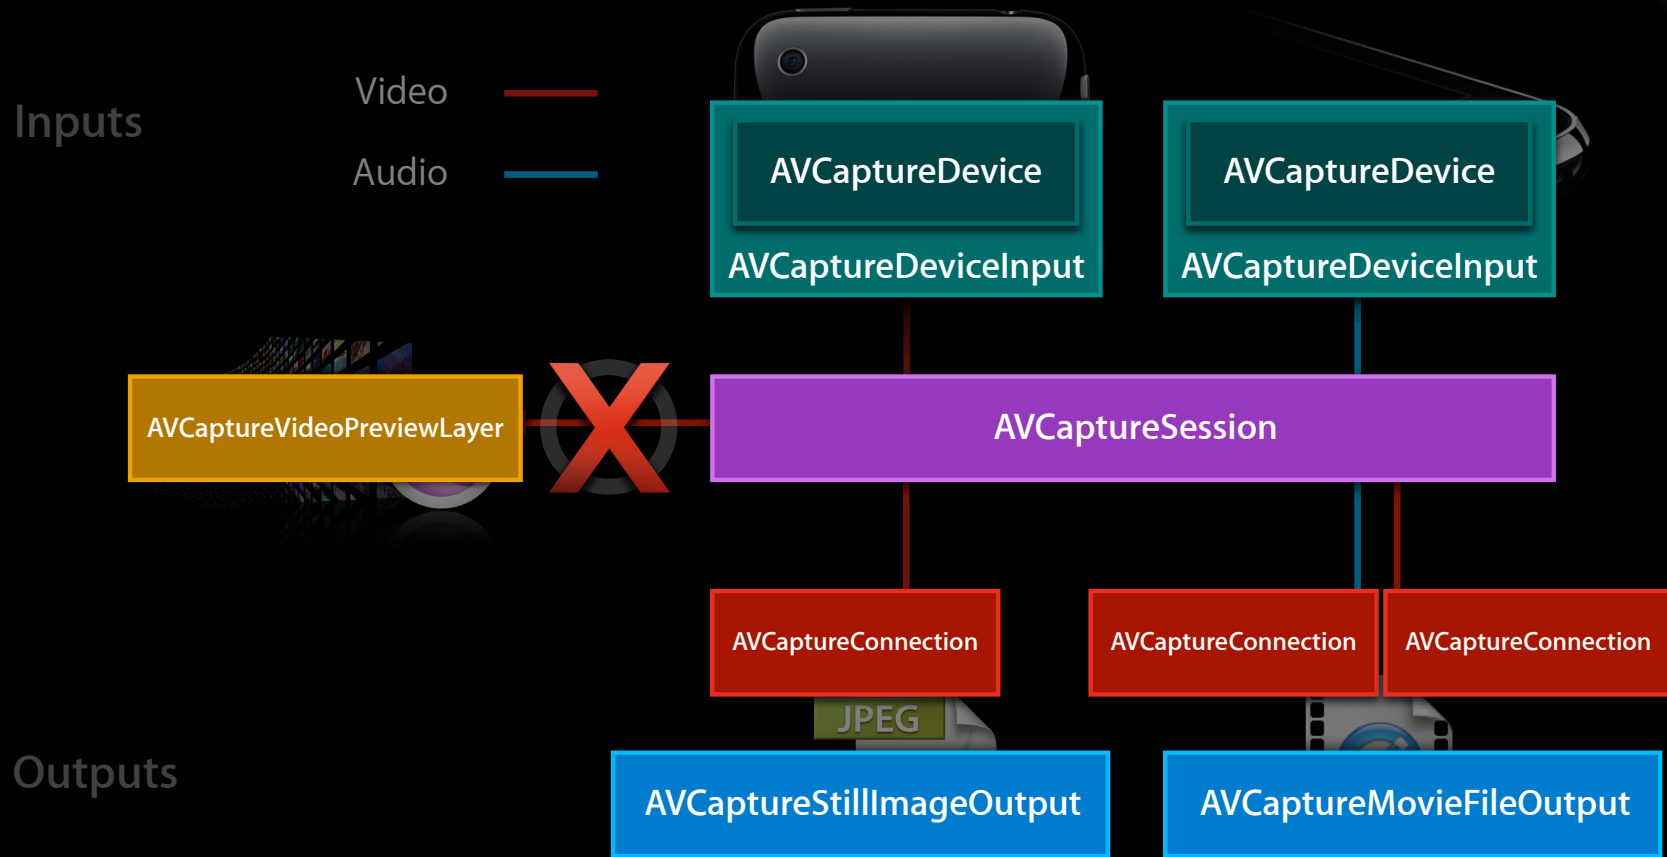 Video
Inputs
Audio
AVCaptureDevice
AVCaptureDevice
AVCaptureDeviceInput
AVCaptureDeviceInput
AVCaptureVideoPreviewLayer
X
AVCaptureSession
AVCaptureConnection
AVCaptureConnection
AVCaptureConnection
JPEG
Outputs
AVCaptureStillImageOutput
AVCaptureMovieFileOutput